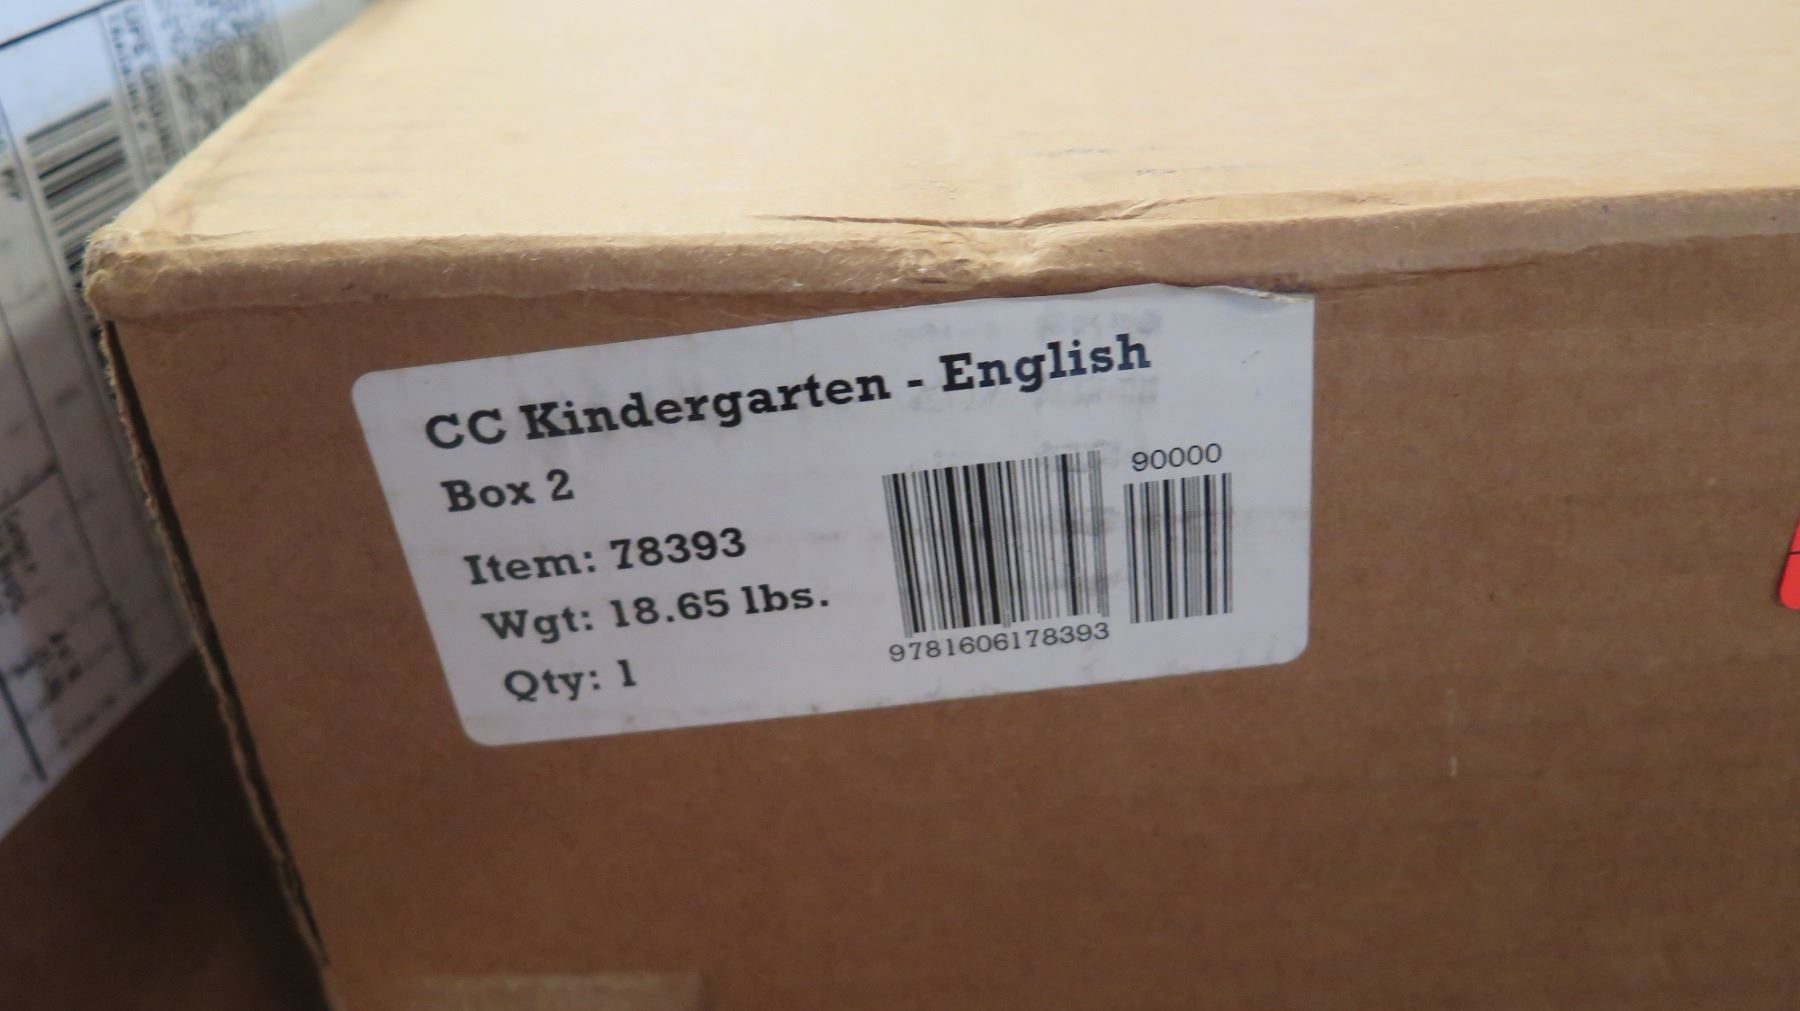 CC Kindergarten - English
Box 2
Item: 78393
Wgt: 18.65 lbs.
Qty: 1
90000
9781606178393